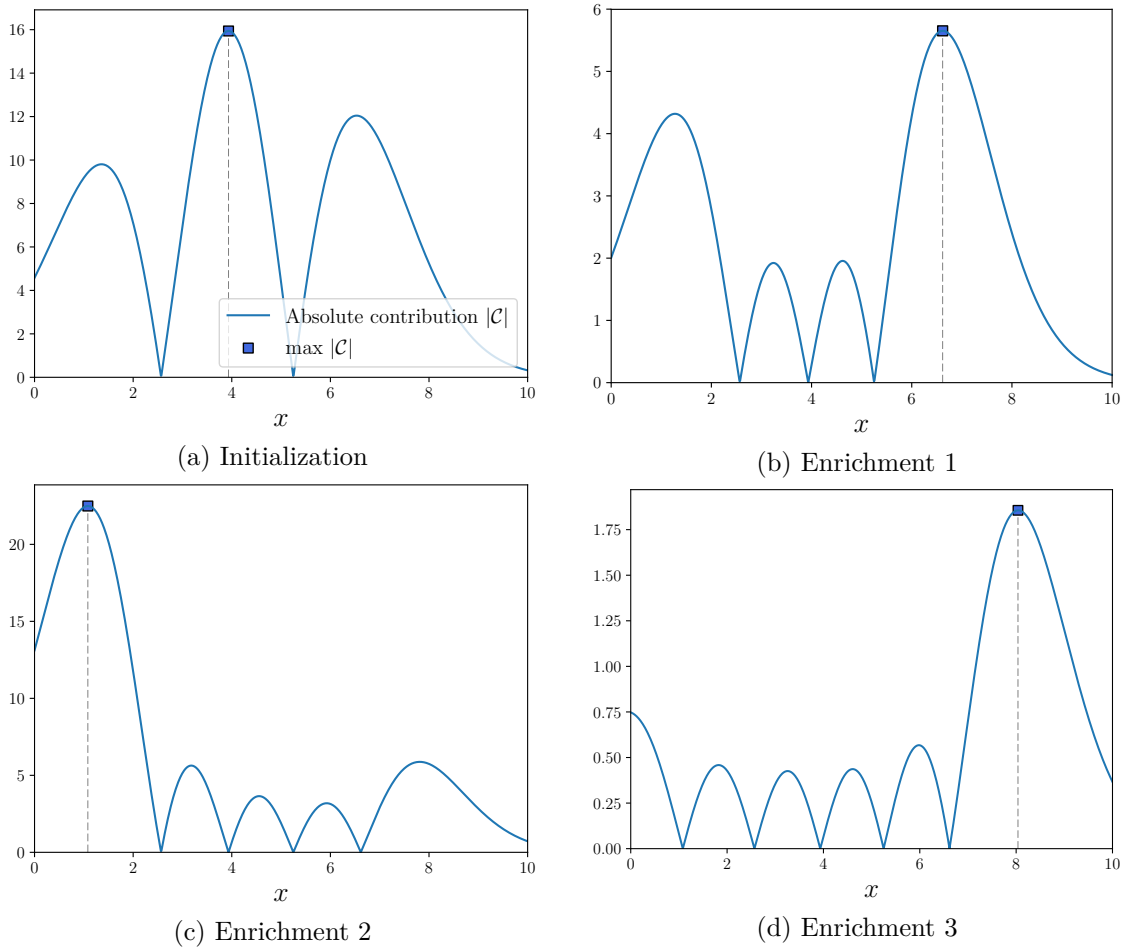 16
14
12
10
8
6
4
2
0
Absolute contribution |𝒞|
max |𝒞|
0 2 4 6 8 10
x
(a) Initialization
6
5
4
3
2
1
0
0 2 4 6 8 10
x
(b) Enrichment 1
20
15
10
5
0
0 2 4 6 8 10
x
(c) Enrichment 2
1.75
1.50
1.25
1.00
0.75
0.50
0.25
0.00
0 2 4 6 8 10
x
(d) Enrichment 3